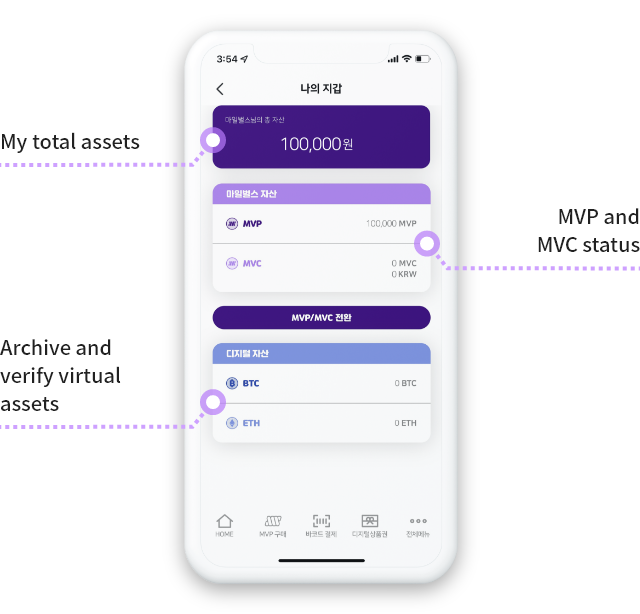 3:54
나의 지갑
마일벌스님의 총 자산
100,000원
My total assets
마일벌스 자산
MVP
100,000 MVP
MVP and
MVC status
MVC
0 MVC
0 KRW
MVP/MVC 전환
디지털 자산
Archive and
verify virtual
assets
BTC
0 BTC
ETH
0 ETH
HOME
MVP 구매
바코드 결제
디지털상품권
전체메뉴